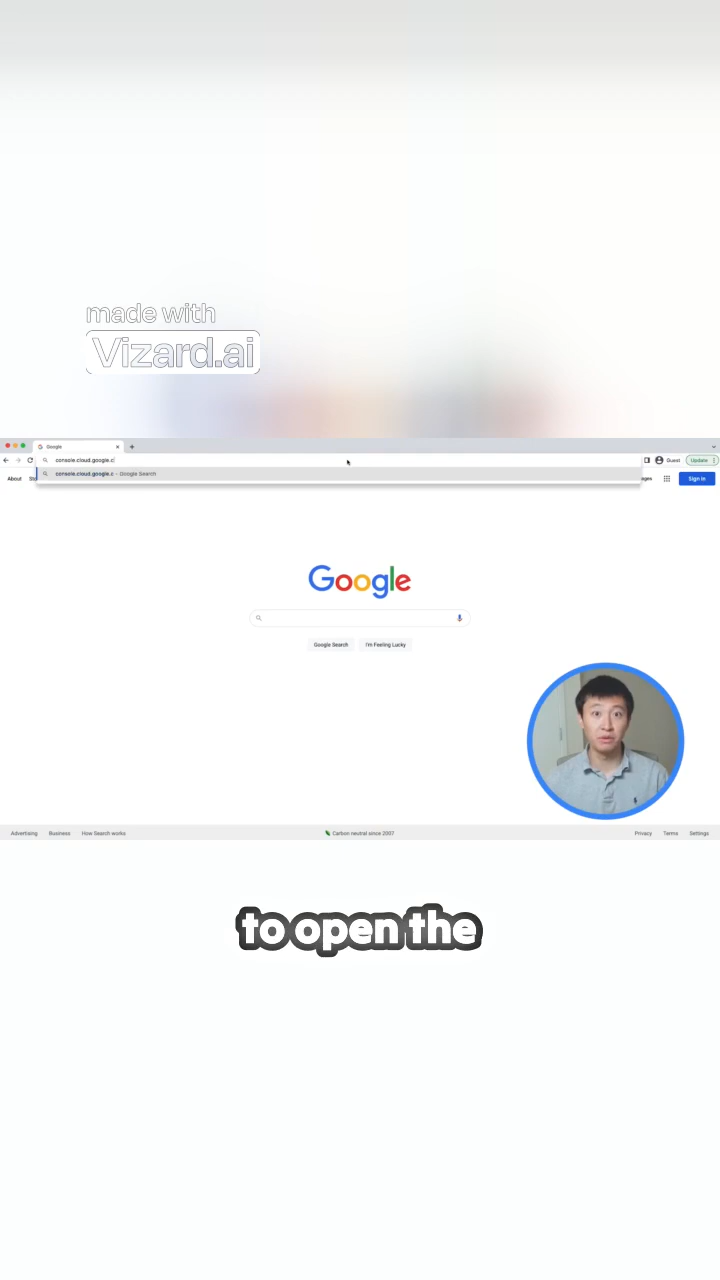 made with
Vizard.ai
Google
console.cloud.google.c
Guest
Update
console.cloud.google.c – Google Search
About
Sto
ages
Sign in
Google
Google Search
I'm Feeling Lucky
Advertising
Business
How Search works
Carbon neutral since 2007
Privacy
Terms
Settings
to open the